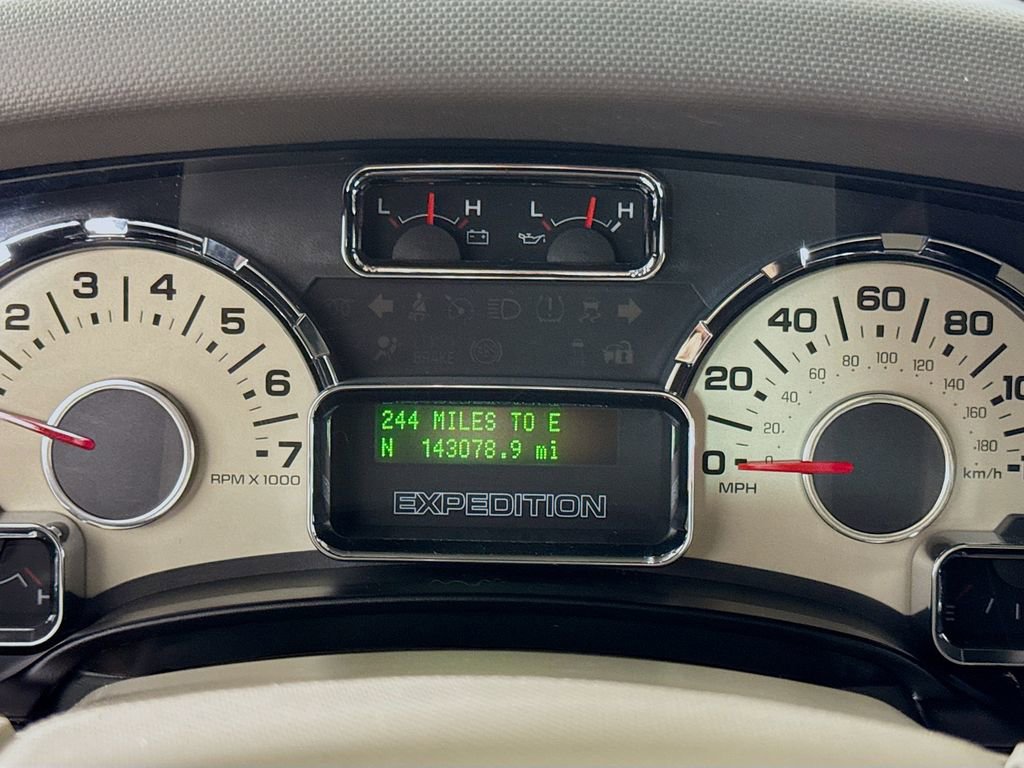 L H
L H
2 3 4 5 6 7
RPM X 1000
BRAKE
244 MILES TO E
N 143078.9 mi
EXPEDITION
0 20 40 60 80
0 20 40 60 80 100 120 140 160 180
MPH
km/h
H